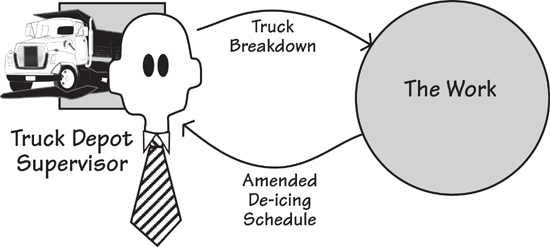 Truck
Breakdown
The Work
Truck Depot
Supervisor
Amended
De-icing
Schedule